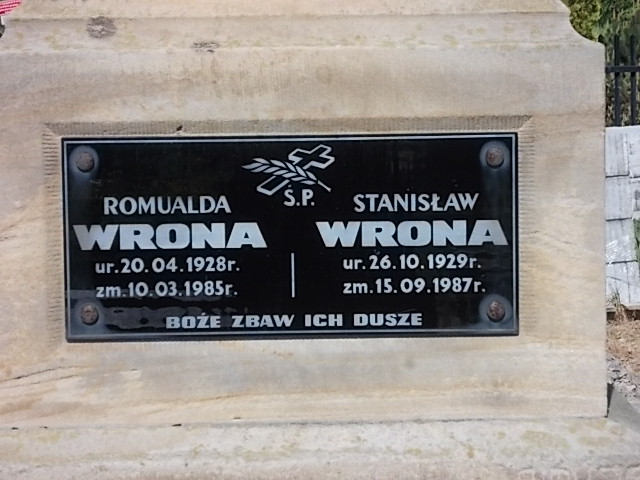 Ś.P.
ROMUALDA
WRONA
ur. 20.04.1928r.
zm. 10.03.1985r.
STANISŁAW
WRONA
ur. 26.10.1929r.
zm. 15.09.1987r.
BOŻE ZBAW ICH DUSZE